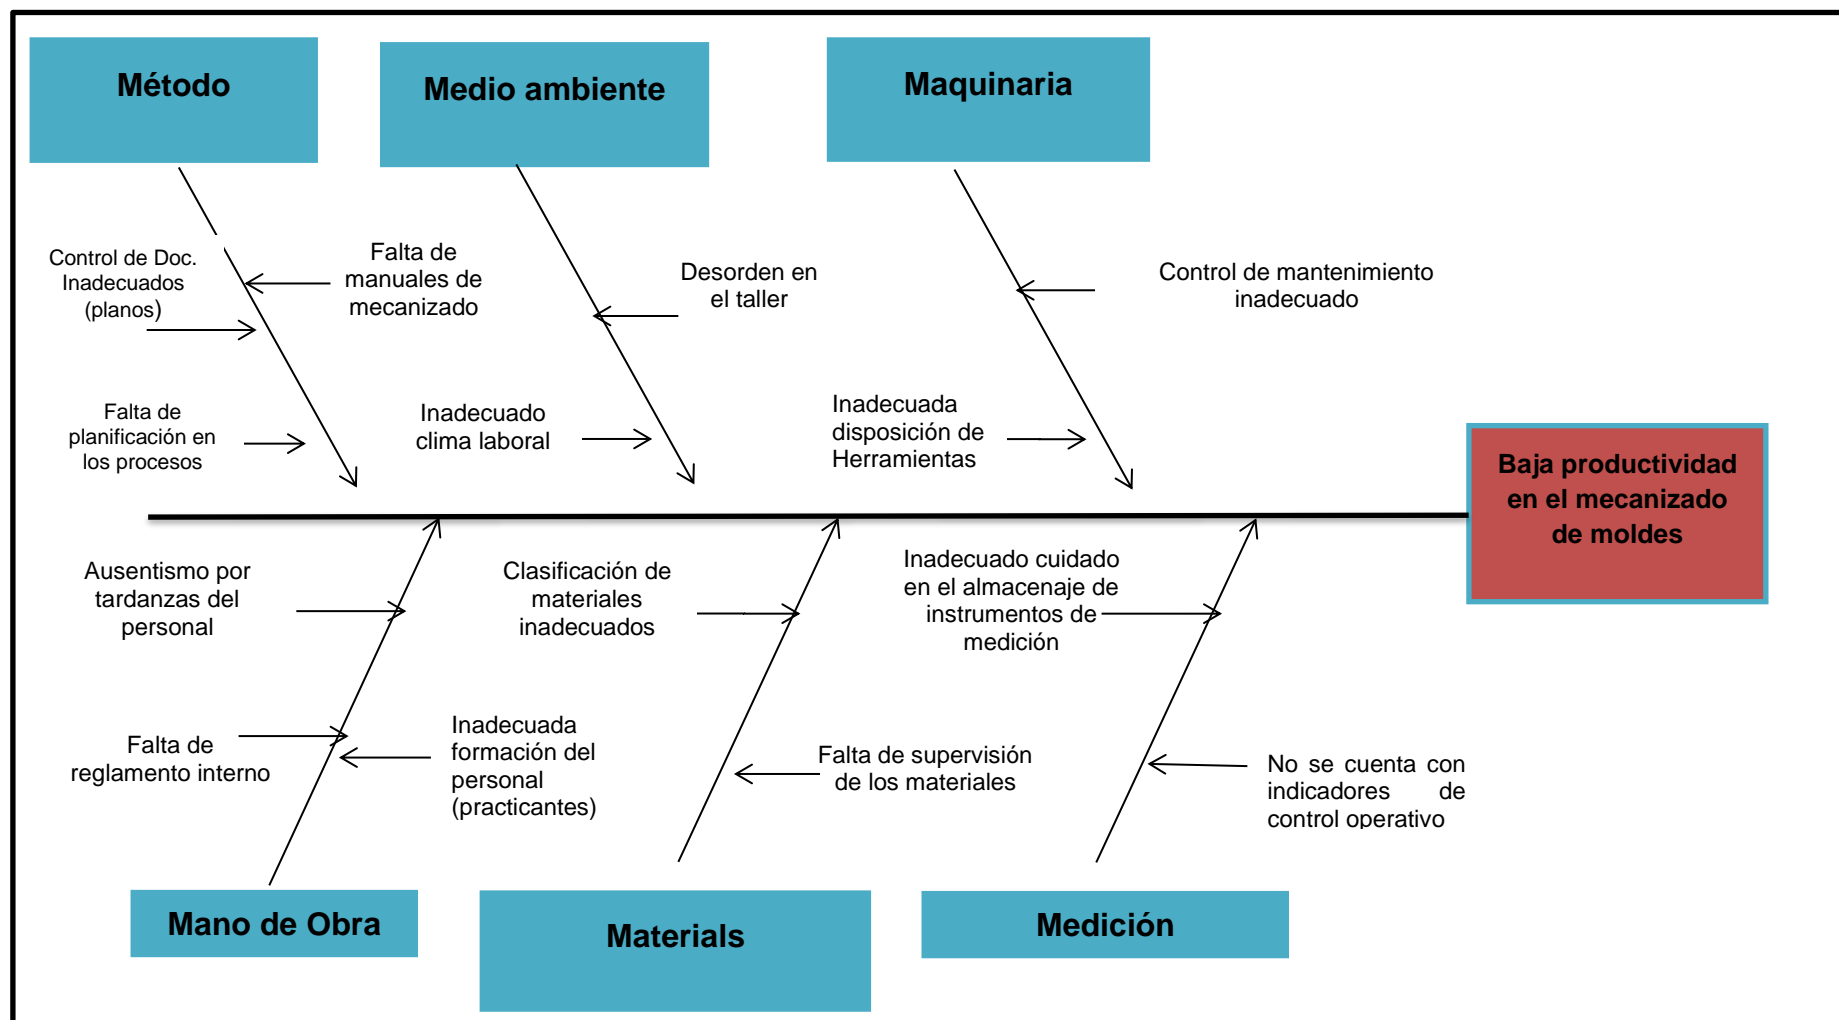 Método
Medio ambiente
Maquinaria
Control de Doc.
Inadecuados
(planos)
Falta de
manuales de
mecanizado
Desorden en
el taller
Control de mantenimiento
inadecuado
Falta de
planificación en
los procesos
Inadecuado
clima laboral
Inadecuada
disposición de
Herramientas
Baja productividad
en el mecanizado
de moldes
Ausentismo por
tardanzas del
personal
Clasificación de
materiales
inadecuados
Inadecuado cuidado
en el almacenaje de
instrumentos de
medición
Falta de
reglamento interno
Inadecuada
formación del
personal
(practicantes)
Falta de supervisión
de los materiales
No se cuenta con
indicadores de
control operativo
Mano de Obra
Materials
Medición